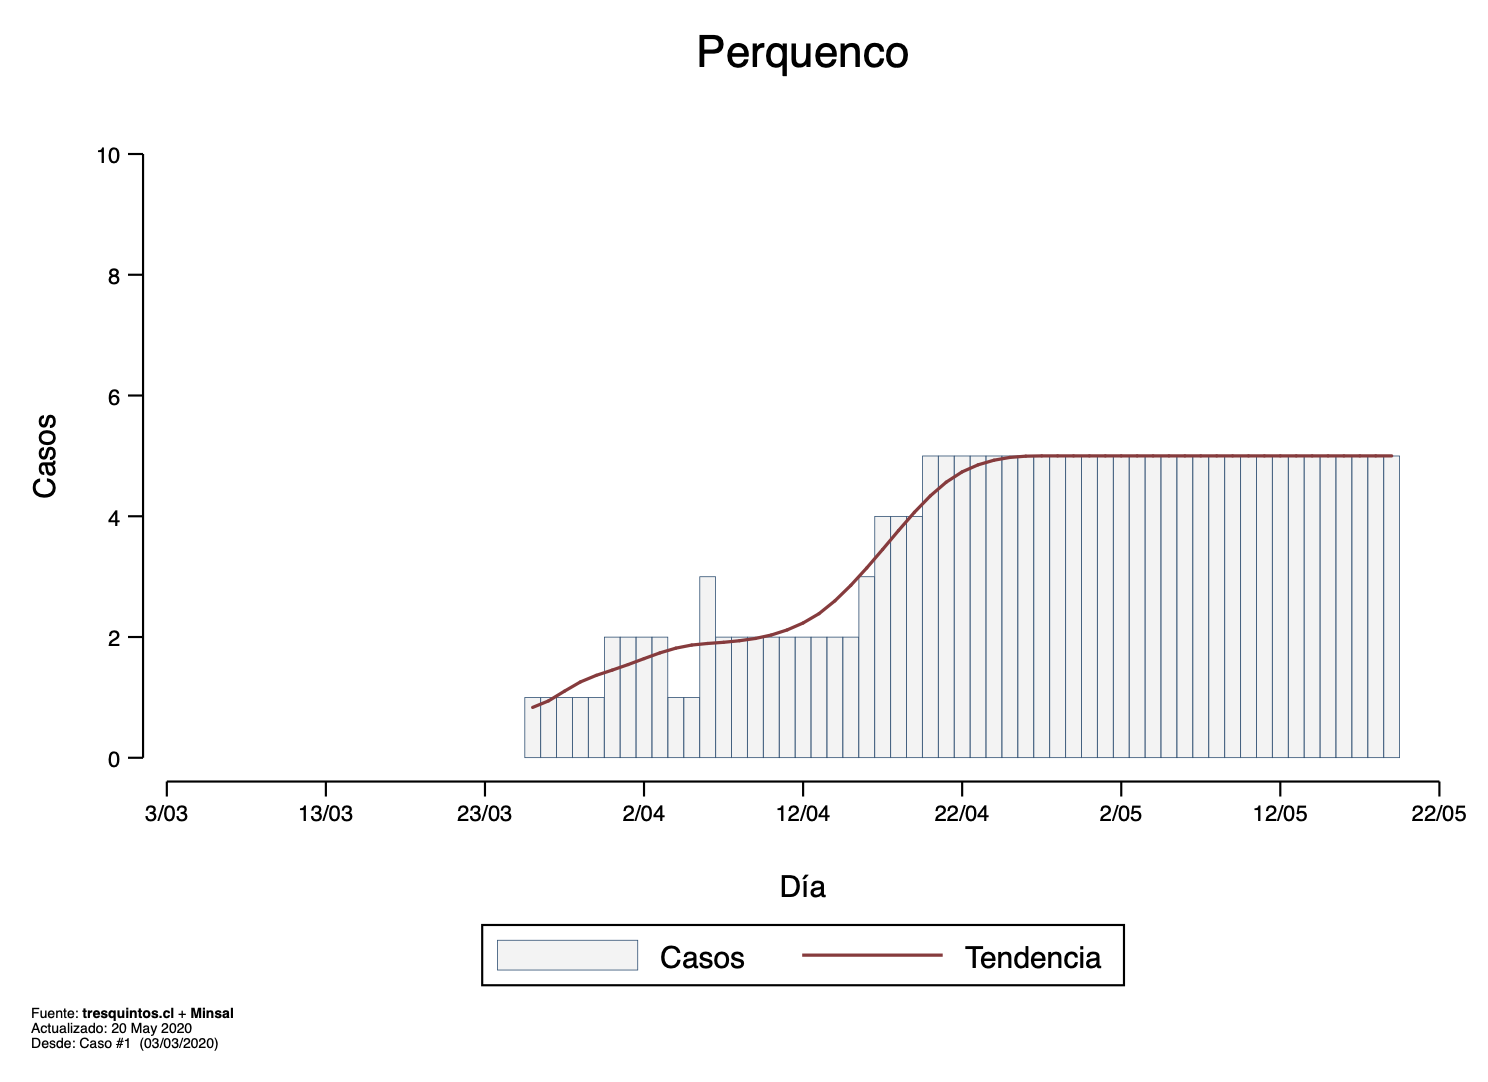 Perquenco
10
8
6
4
2
0
Casos
3/03 13/03 23/03 2/04 12/04 22/04 2/05 12/05 22/05
Día
Casos Tendencia
Fuente: tresquintos.cl + Minsal
Actualizado: 20 May 2020
Desde: Caso #1 (03/03/2020)